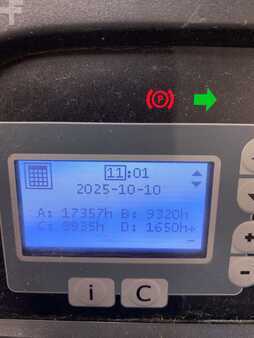 (P)
11:01
2025-10-10
A: 17357h B: 9320h
C: 9935h D: 1650h+
i C
+
-